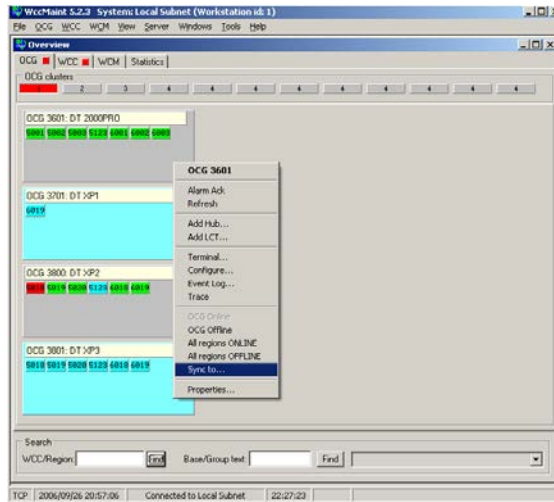 WccMaint 5.2.3 System: Local Subnet (Workstation id: 1)
File OCG WCC WCM View Server Windows Tools Help
Overview
OCG WCC WCM Statistics
OCG clusters
1 2 3 4 4 4 4 4 4 4 4 4
OCG 3601: DT 2000PRO
5001 5002 5003 5123 6001 6002 6003
OCG 3601
Alarm Ack
Refresh
Add Hub...
Add LCT...
Terminal...
Configure...
Event Log...
Trace
OCG Online
OCG Offline
All regions ONLINE
All regions OFFLINE
Sync to...
Properties...
OCG 3701: DT XP1
6019
OCG 3800: DT XP2
5018 5019 5020 5123 6018 6019
OCG 3801: DT XP3
5018 5019 5020 5123 6018 6019
Search
WCC/Region: Find Base/Group text: Find
TCP 2006/09/26 20:57:06 Connected to Local Subnet 22:27:23